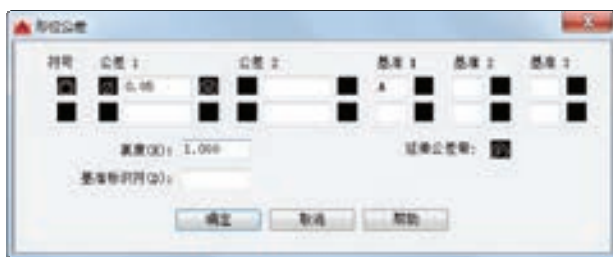 形位公差
符号 公差 1 公差 2 基准 1 基准 2 基准 3
0.05 A
高度(H): 1.000 延伸公差带:
基准标识符(D):
确定 取消 帮助